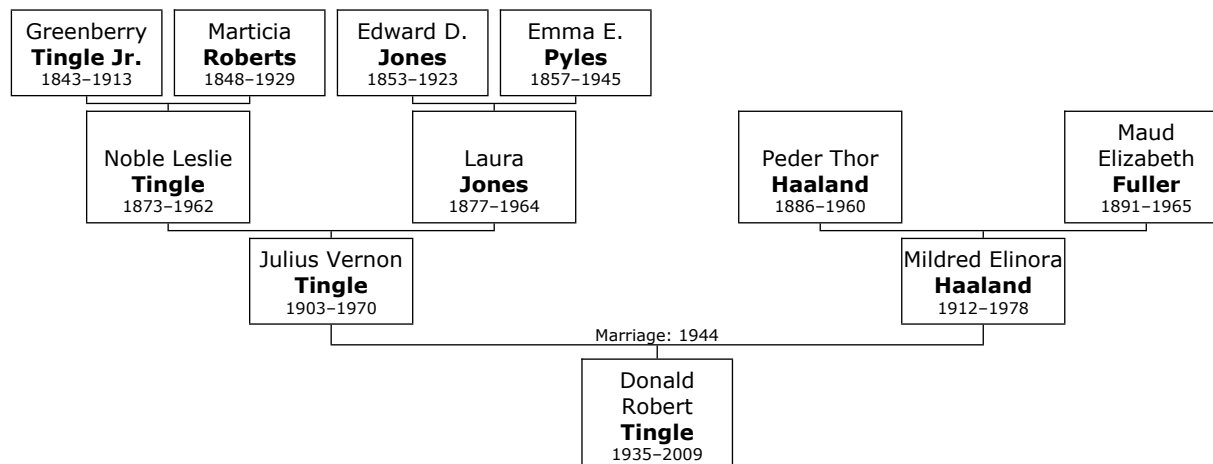 Greenberry
Tingle Jr.
1843–1913
Marticia
Roberts
1848–1929
Edward D.
Jones
1853–1923
Emma E.
Pyles
1857–1945
Noble Leslie
Tingle
1873–1962
Laura
Jones
1877–1964
Peder Thor
Haaland
1886–1960
Maud
Elizabeth
Fuller
1891–1965
Julius Vernon
Tingle
1903–1970
Mildred Elinora
Haaland
1912–1978
Marriage: 1944
Donald
Robert
Tingle
1935–2009